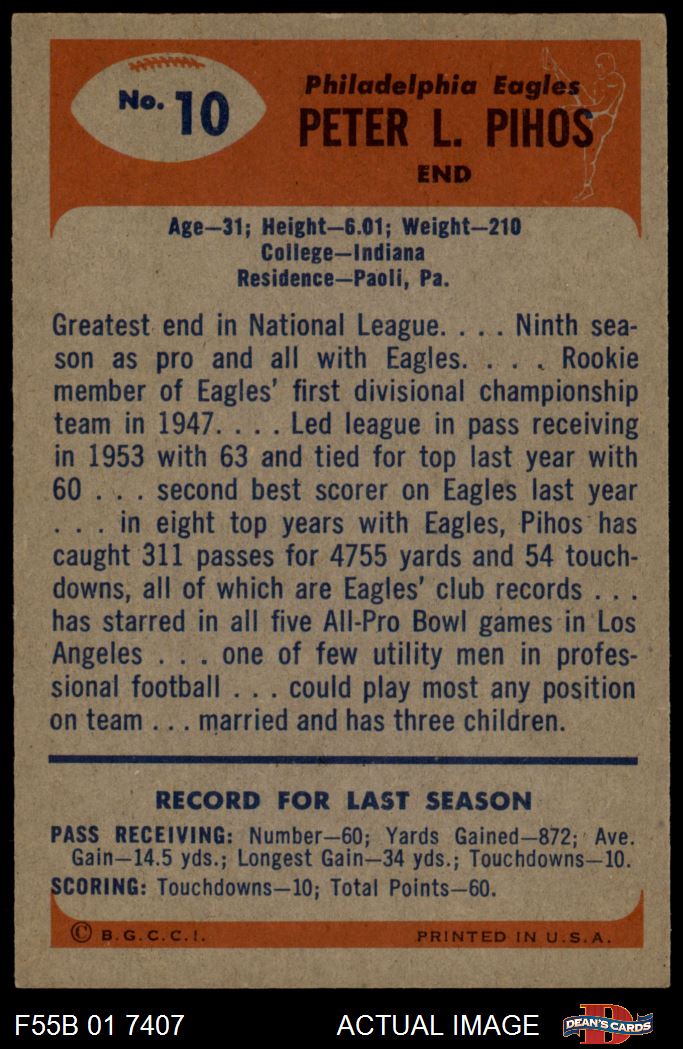 No. 10
Philadelphia Eagles
PETER L. PIHOS
END
Age—31; Height—6.01; Weight—210
College—Indiana
Residence—Paoli, Pa.
Greatest end in National League. . . . Ninth sea-
son as pro and all with Eagles. . . . Rookie
member of Eagles' first divisional championship
team in 1947. . . . Led league in pass receiving
in 1953 with 63 and tied for top last year with
60 . . . second best scorer on Eagles last year
. . . in eight top years with Eagles, Pihos has
caught 311 passes for 4755 yards and 54 touch-
downs, all of which are Eagles' club records . . .
has starred in all five All-Pro Bowl games in Los
Angeles . . . one of few utility men in profes-
sional football . . . could play most any position
on team . . . married and has three children.
RECORD FOR LAST SEASON
PASS RECEIVING: Number—60; Yards Gained—872; Ave.
Gain—14.5 yds.; Longest Gain—34 yds.; Touchdowns—10.
SCORING: Touchdowns—10; Total Points—60.
© B.G.C.C.I. PRINTED IN U.S.A.
F55B 01 7407 ACTUAL IMAGE D DEAN'S CARDS